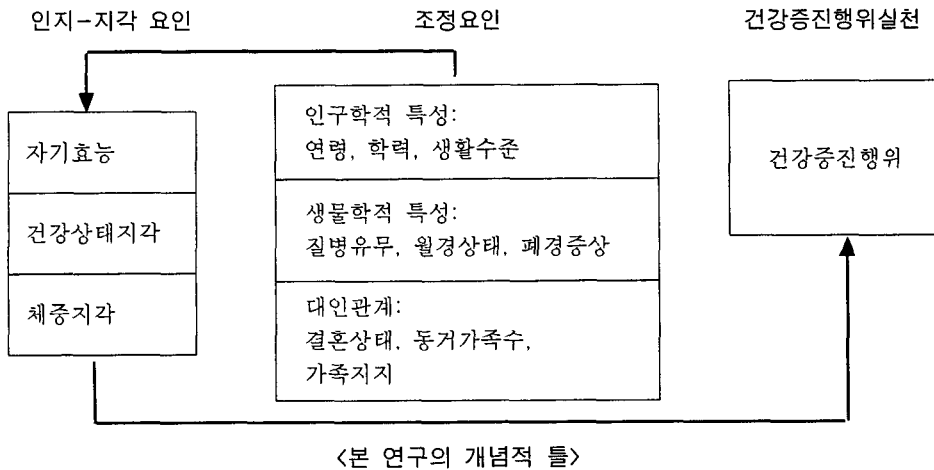 인지-지각 요인
조정요인
건강증진행위실천
자기효능
건강상태지각
체중지각
인구학적 특성:
연령, 학력, 생활수준
생물학적 특성:
질병유무, 월경상태, 폐경증상
대인관계:
결혼상태, 동거가족수,
가족지지
건강증진행위
<본 연구의 개념적 틀>